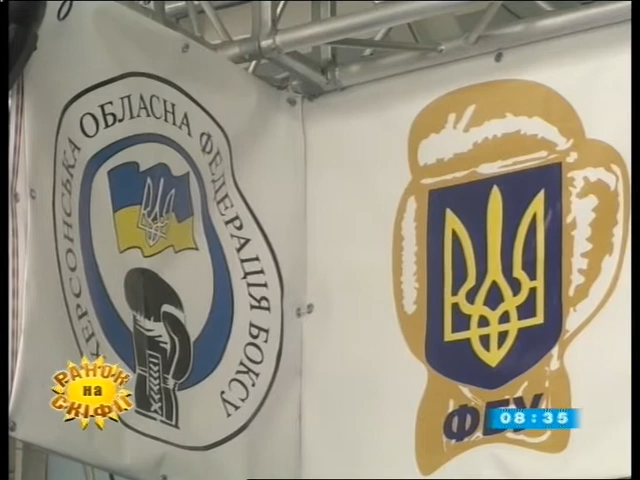 ХЕРСОНСЬКА ОБЛАСНА ФЕДЕРАЦІЯ БОКСУ
ФБУ
РАНОК
на
СКІФІЇ
08:35